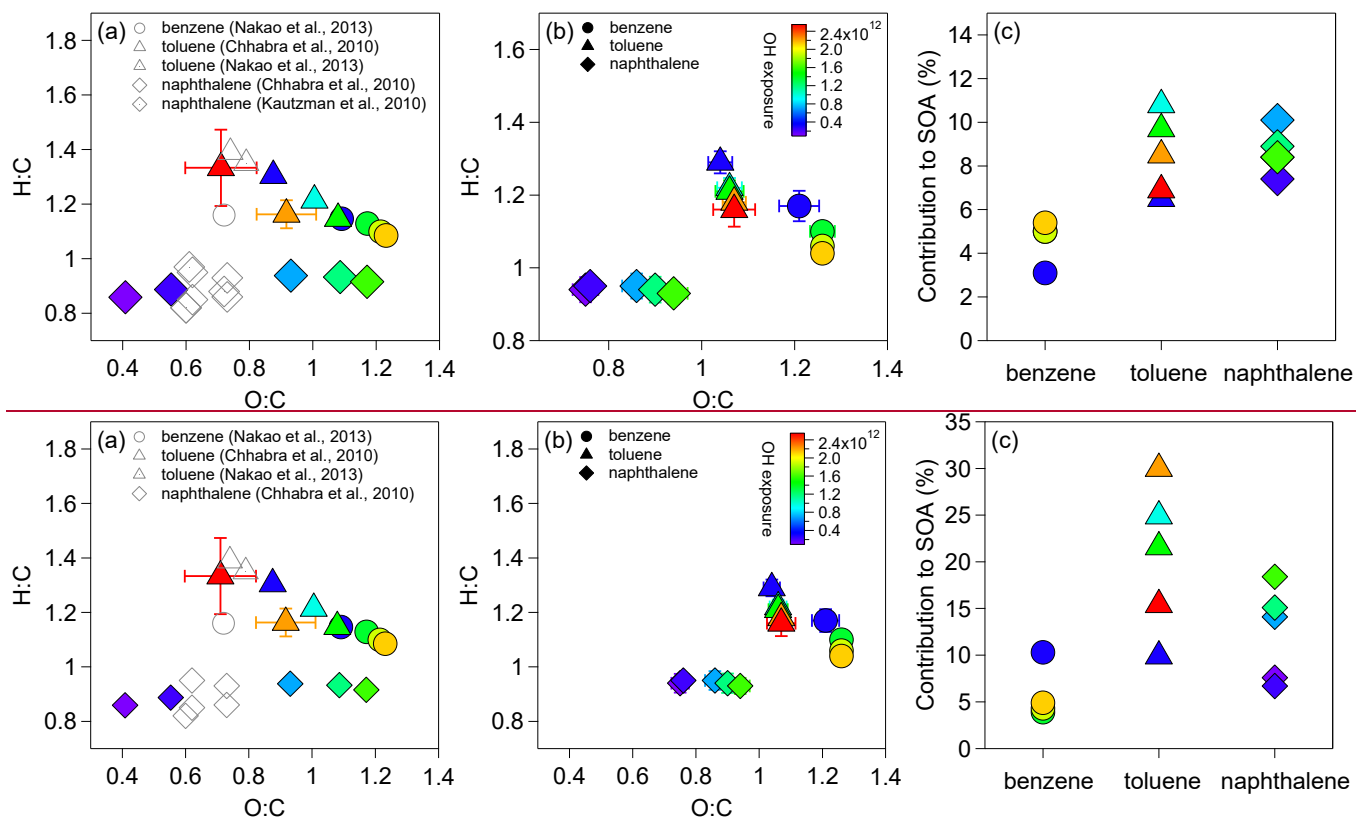 (a)
benzene (Nakao et al., 2013)
toluene (Chhabra et al., 2010)
toluene (Nakao et al., 2013)
naphthalene (Chhabra et al., 2010)
naphthalene (Kautzman et al., 2010)
H:C
1.8
1.6
1.4
1.2
1
0.8
0.4 0.6 0.8 1 1.2 1.4
O:C
(b)
benzene
toluene
naphthalene
OH exposure
2.4x10¹²
2.0
1.6
1.2
0.8
0.4
H:C
1.6
1.4
1.2
1
0.8
0.8 1 1.2 1.4
O:C
(c)
Contribution to SOA (%)
14
12
10
8
6
4
2
0
benzene toluene naphthalene
(a)
benzene (Nakao et al., 2013)
toluene (Chhabra et al., 2010)
toluene (Nakao et al., 2013)
naphthalene (Chhabra et al., 2010)
H:C
1.8
1.6
1.4
1.2
1
0.8
0.4 0.6 0.8 1 1.2 1.4
O:C
(b)
benzene
toluene
naphthalene
OH exposure
2.4x10¹²
2.0
1.6
1.2
0.8
0.4
H:C
1.8
1.6
1.4
1.2
1
0.8
0.4 0.6 0.8 1 1.2 1.4
O:C
(c)
Contribution to SOA (%)
35
30
25
20
15
10
5
0
benzene toluene naphthalene